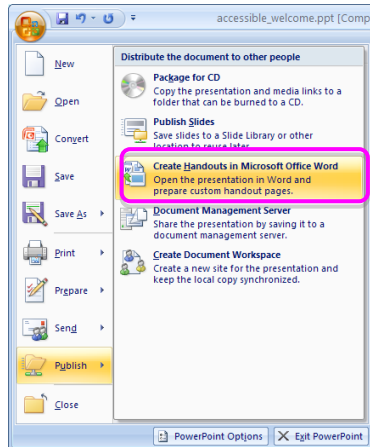 accessible_welcome.ppt [Comp
New
Open
Convert
Save
Save As
Print
Prepare
Send
Publish
Close
Distribute the document to other people
Package for CD
Copy the presentation and media links to a
folder that can be burned to a CD.
Publish Slides
Save slides to a Slide Library or other
location to reuse later.
Create Handouts in Microsoft Office Word
Open the presentation in Word and
prepare custom handout pages.
Document Management Server
Share the presentation by saving it to a
document management server.
Create Document Workspace
Create a new site for the presentation and
keep the local copy synchronized.
PowerPoint Options
Exit PowerPoint